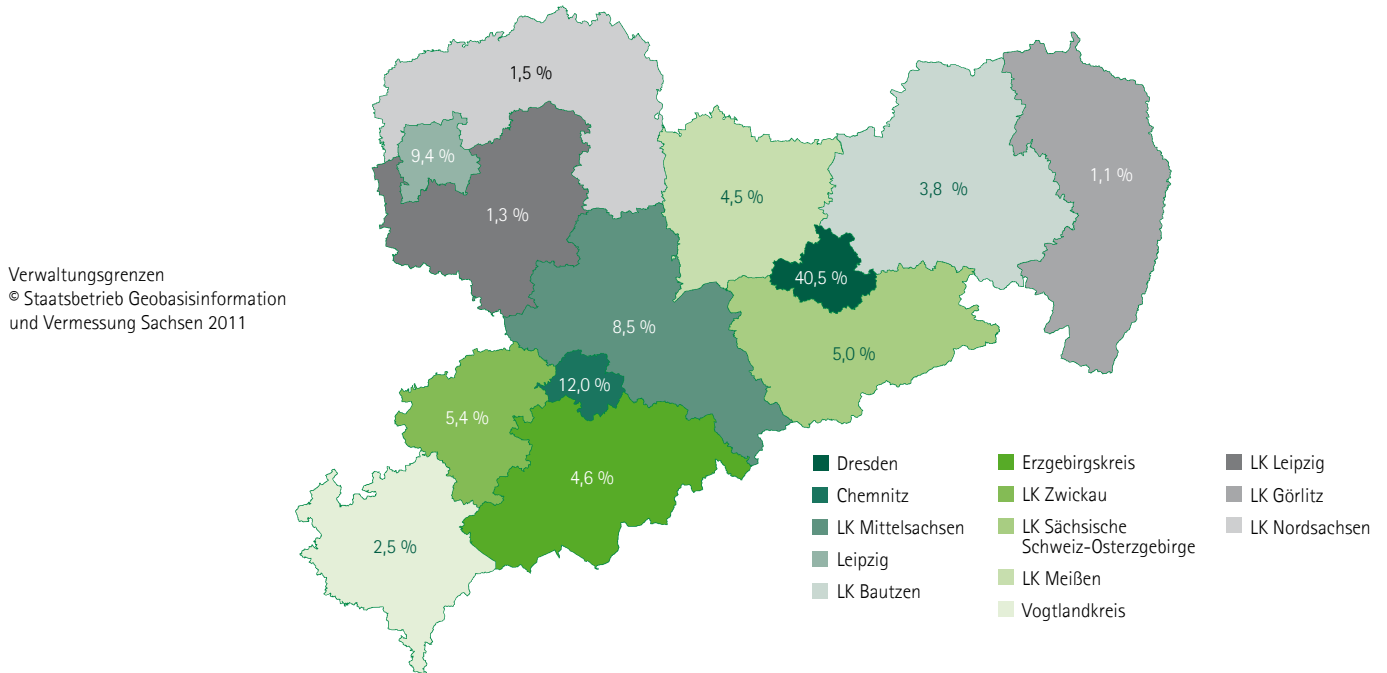 1,5 %
9,4 %
1,3 %
4,5 %
3,8 %
1,1 %
40,5 %
8,5 %
5,0 %
12,0 %
5,4 %
4,6 %
2,5 %
Verwaltungsgrenzen
© Staatsbetrieb Geobasisinformation
und Vermessung Sachsen 2011
Dresden
Chemnitz
LK Mittelsachsen
Leipzig
LK Bautzen
Erzgebirgskreis
LK Zwickau
LK Sächsische
Schweiz-Osterzgebirge
LK Meißen
Vogtlandkreis
LK Leipzig
LK Görlitz
LK Nordsachsen